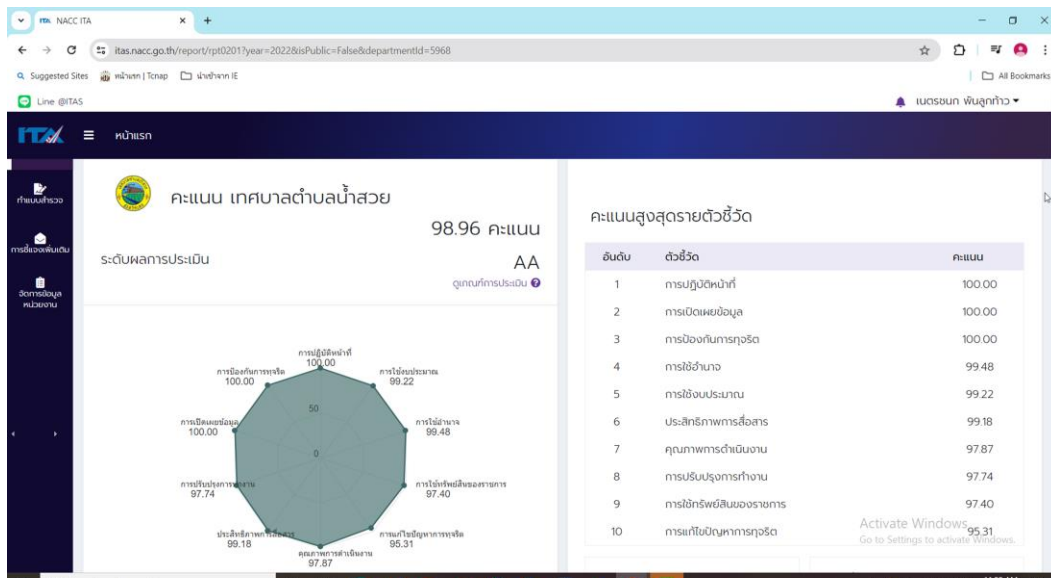 NACC ITA
itas.nacc.go.th/report/rpt0201?year=2022&isPublic=False&departmentId=5968
Suggested Sites หน้าแรก | Tcnap นำเข้าจาก IE All Bookmarks
Line @ITAS เนตรชนก พันลูกท้าว
ITA หน้าแรก
ทำแบบสำรวจ
การชี้แจงเพิ่มเติม
จัดการข้อมูล
หน่วยงาน
คะแนน เทศบาลตำบลน้ำสวย
98.96 คะแนน
ระดับผลการประเมิน AA
ดูเกณฑ์การประเมิน
การปฏิบัติหน้าที่
100.00
การป้องกันการทุจริต
100.00
การใช้งบประมาณ
99.22
50
การเปิดเผยข้อมูล
100.00
การใช้อำนาจ
99.48
0
การปรับปรุงการทำงาน
97.74
การใช้ทรัพย์สินของราชการ
97.40
ประสิทธิภาพการสื่อสาร
99.18
การแก้ไขปัญหาการทุจริต
95.31
คุณภาพการดำเนินงาน
97.87
คะแนนสูงสุดรายตัวชี้วัด
อันดับ ตัวชี้วัด คะแนน
1 การปฏิบัติหน้าที่ 100.00
2 การเปิดเผยข้อมูล 100.00
3 การป้องกันการทุจริต 100.00
4 การใช้อำนาจ 99.48
5 การใช้งบประมาณ 99.22
6 ประสิทธิภาพการสื่อสาร 99.18
7 คุณภาพการดำเนินงาน 97.87
8 การปรับปรุงการทำงาน 97.74
9 การใช้ทรัพย์สินของราชการ 97.40
10 การแก้ไขปัญหาการทุจริต 95.31
Activate Windows
Go to Settings to activate Windows.